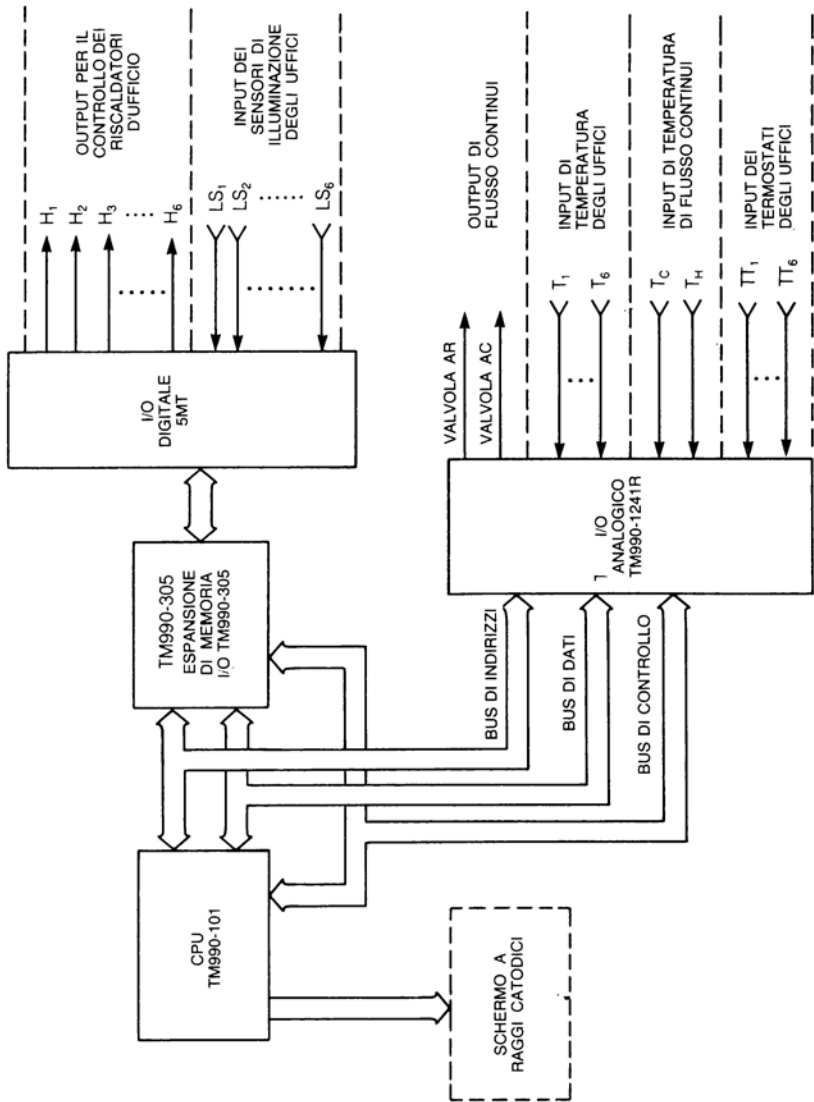 OUTPUT PER IL
CONTROLLO DEI
RISCALDATORI
D'UFFICIO
H1
H2
H3
H6
INPUT DEI
SENSORI DI
ILLUMINAZIONE
DEGLI UFFICI
LS1
LS2
LS6
I/O
DIGITALE
5MT
TM990-305
ESPANSIONE
DI MEMORIA
I/O TM990-305
CPU
TM990-101
SCHERMO A
RAGGI CATODICI
BUS DI INDIRIZZI
BUS DI DATI
BUS DI CONTROLLO
I/O
ANALOGICO
TM990-1241R
VALVOLA AR
VALVOLA AC
OUTPUT DI
FLUSSO CONTINUI
T1
T6
INPUT DI
TEMPERATURA
DEGLI UFFICI
TC
TH
INPUT DI TEMPERATURA
DI FLUSSO CONTINUI
TT1
TT6
INPUT DEI
TERMOSTATI
DEGLI UFFICI